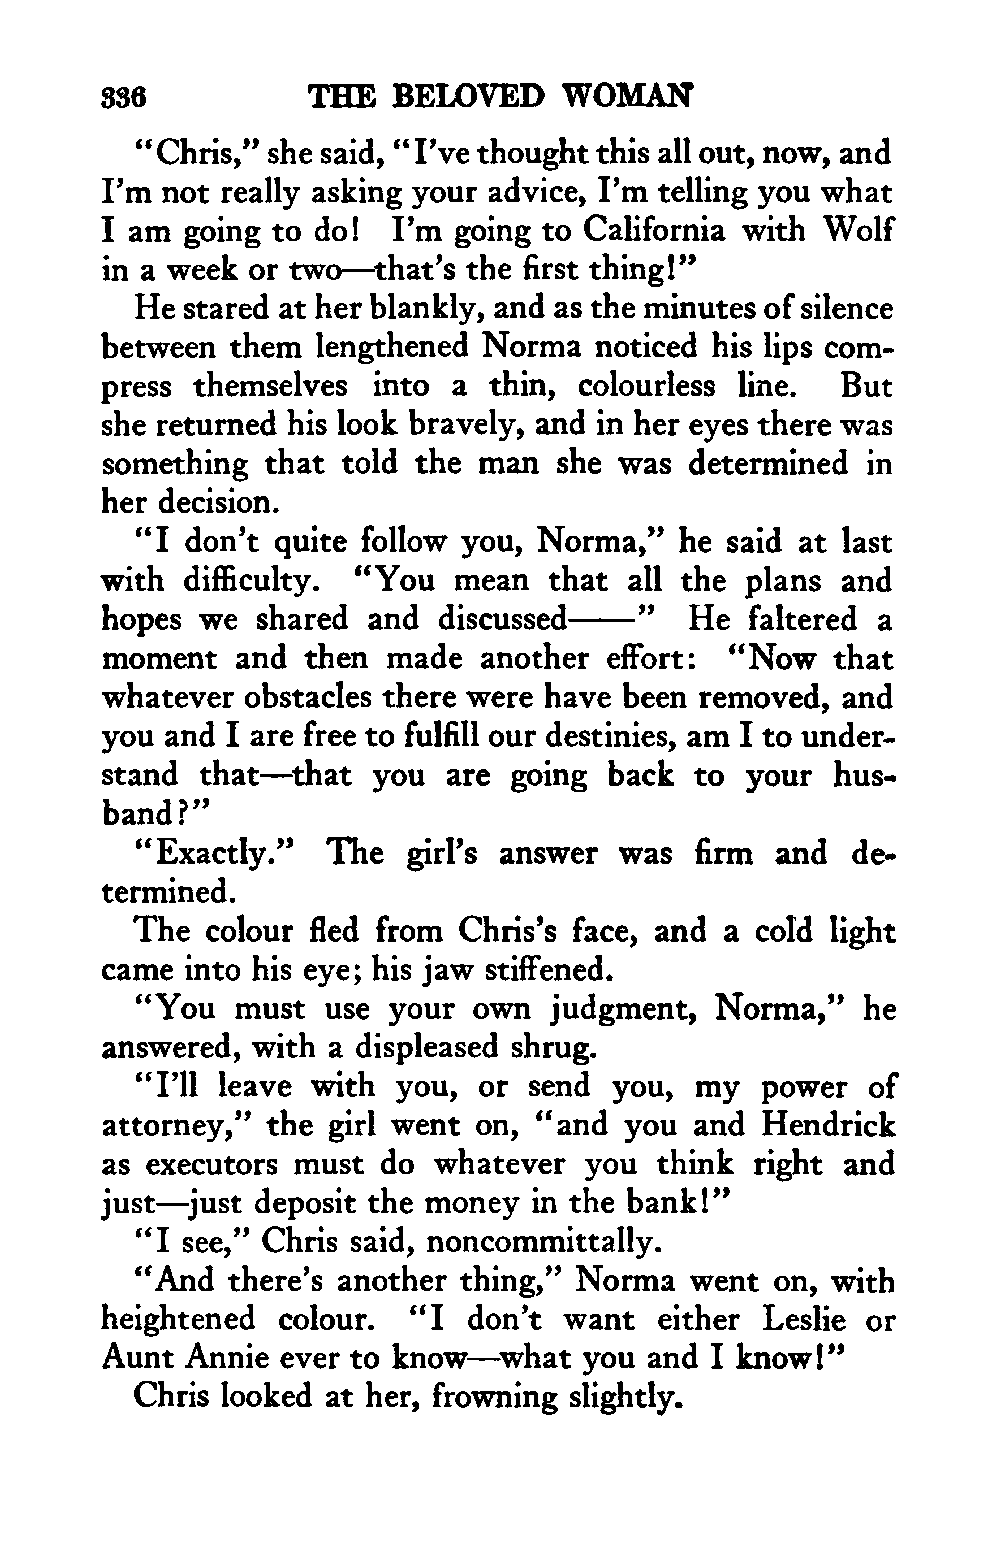 336 THE BELOVED WOMAN
"Chris," she said, "I've thought this all out, now, and
I'm not really asking your advice, I'm telling you what
I am going to do! I'm going to California with Wolf
in a week or two—that's the first thing!"
He stared at her blankly, and as the minutes of silence
between them lengthened Norma noticed his lips com-
press themselves into a thin, colourless line. But
she returned his look bravely, and in her eyes there was
something that told the man she was determined in
her decision.
"I don't quite follow you, Norma," he said at last
with difficulty. "You mean that all the plans and
hopes we shared and discussed——" He faltered a
moment and then made another effort: "Now that
whatever obstacles there were have been removed, and
you and I are free to fulfill our destinies, am I to under-
stand that—that you are going back to your hus-
band?"
"Exactly." The girl's answer was firm and de-
termined.
The colour fled from Chris's face, and a cold light
came into his eye; his jaw stiffened.
"You must use your own judgment, Norma," he
answered, with a displeased shrug.
"I'll leave with you, or send you, my power of
attorney," the girl went on, "and you and Hendrick
as executors must do whatever you think right and
just—just deposit the money in the bank!"
"I see," Chris said, noncommittally.
"And there's another thing," Norma went on, with
heightened colour. "I don't want either Leslie or
Aunt Annie ever to know—what you and I know!"
Chris looked at her, frowning slightly.